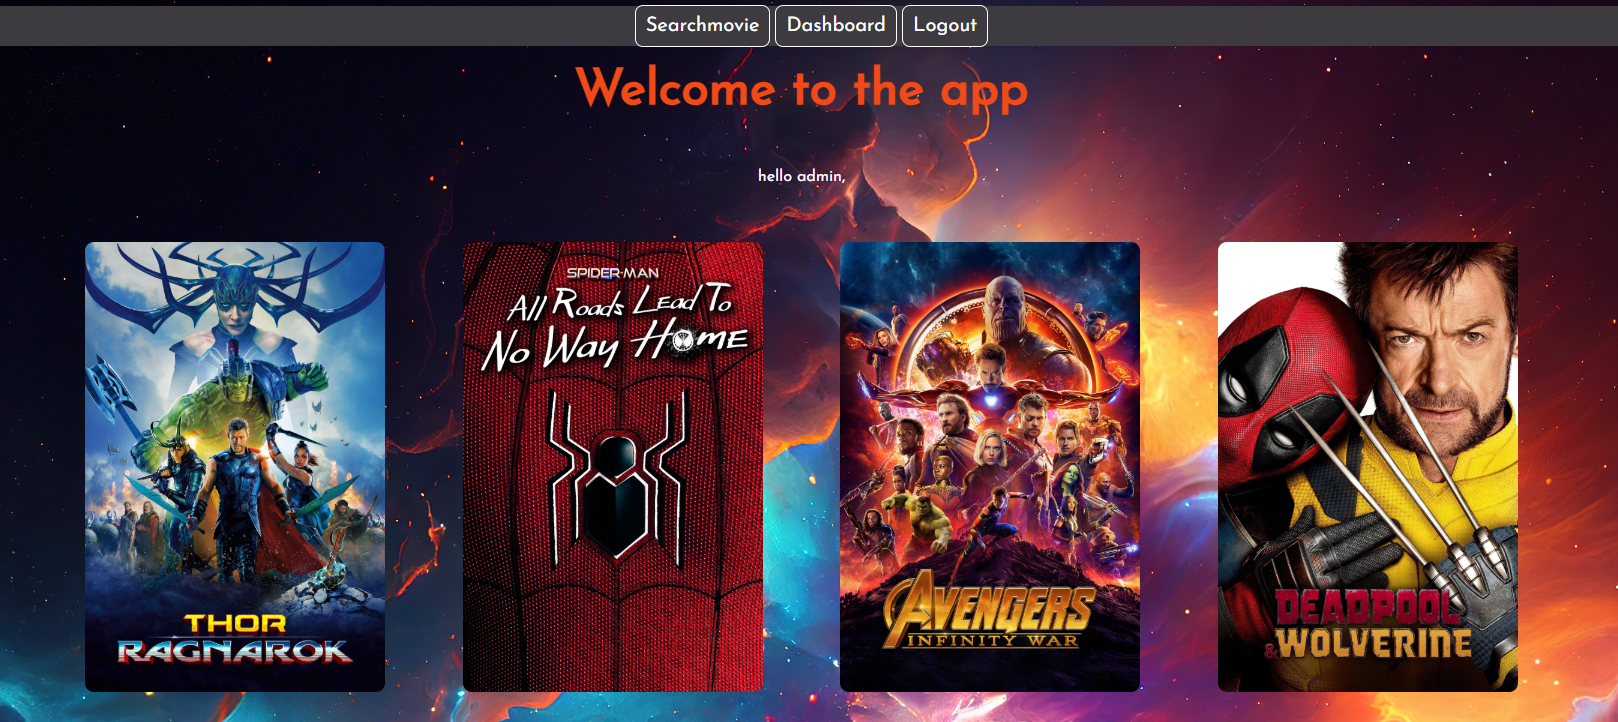 Searchmovie Dashboard Logout
Welcome to the app
hello admin,
SPIDER-MAN
All Roads Lead To
No Way Home
THOR
RAGNAROK
AVENGERS
INFINITY WAR
DEADPOOL
& WOLVERINE